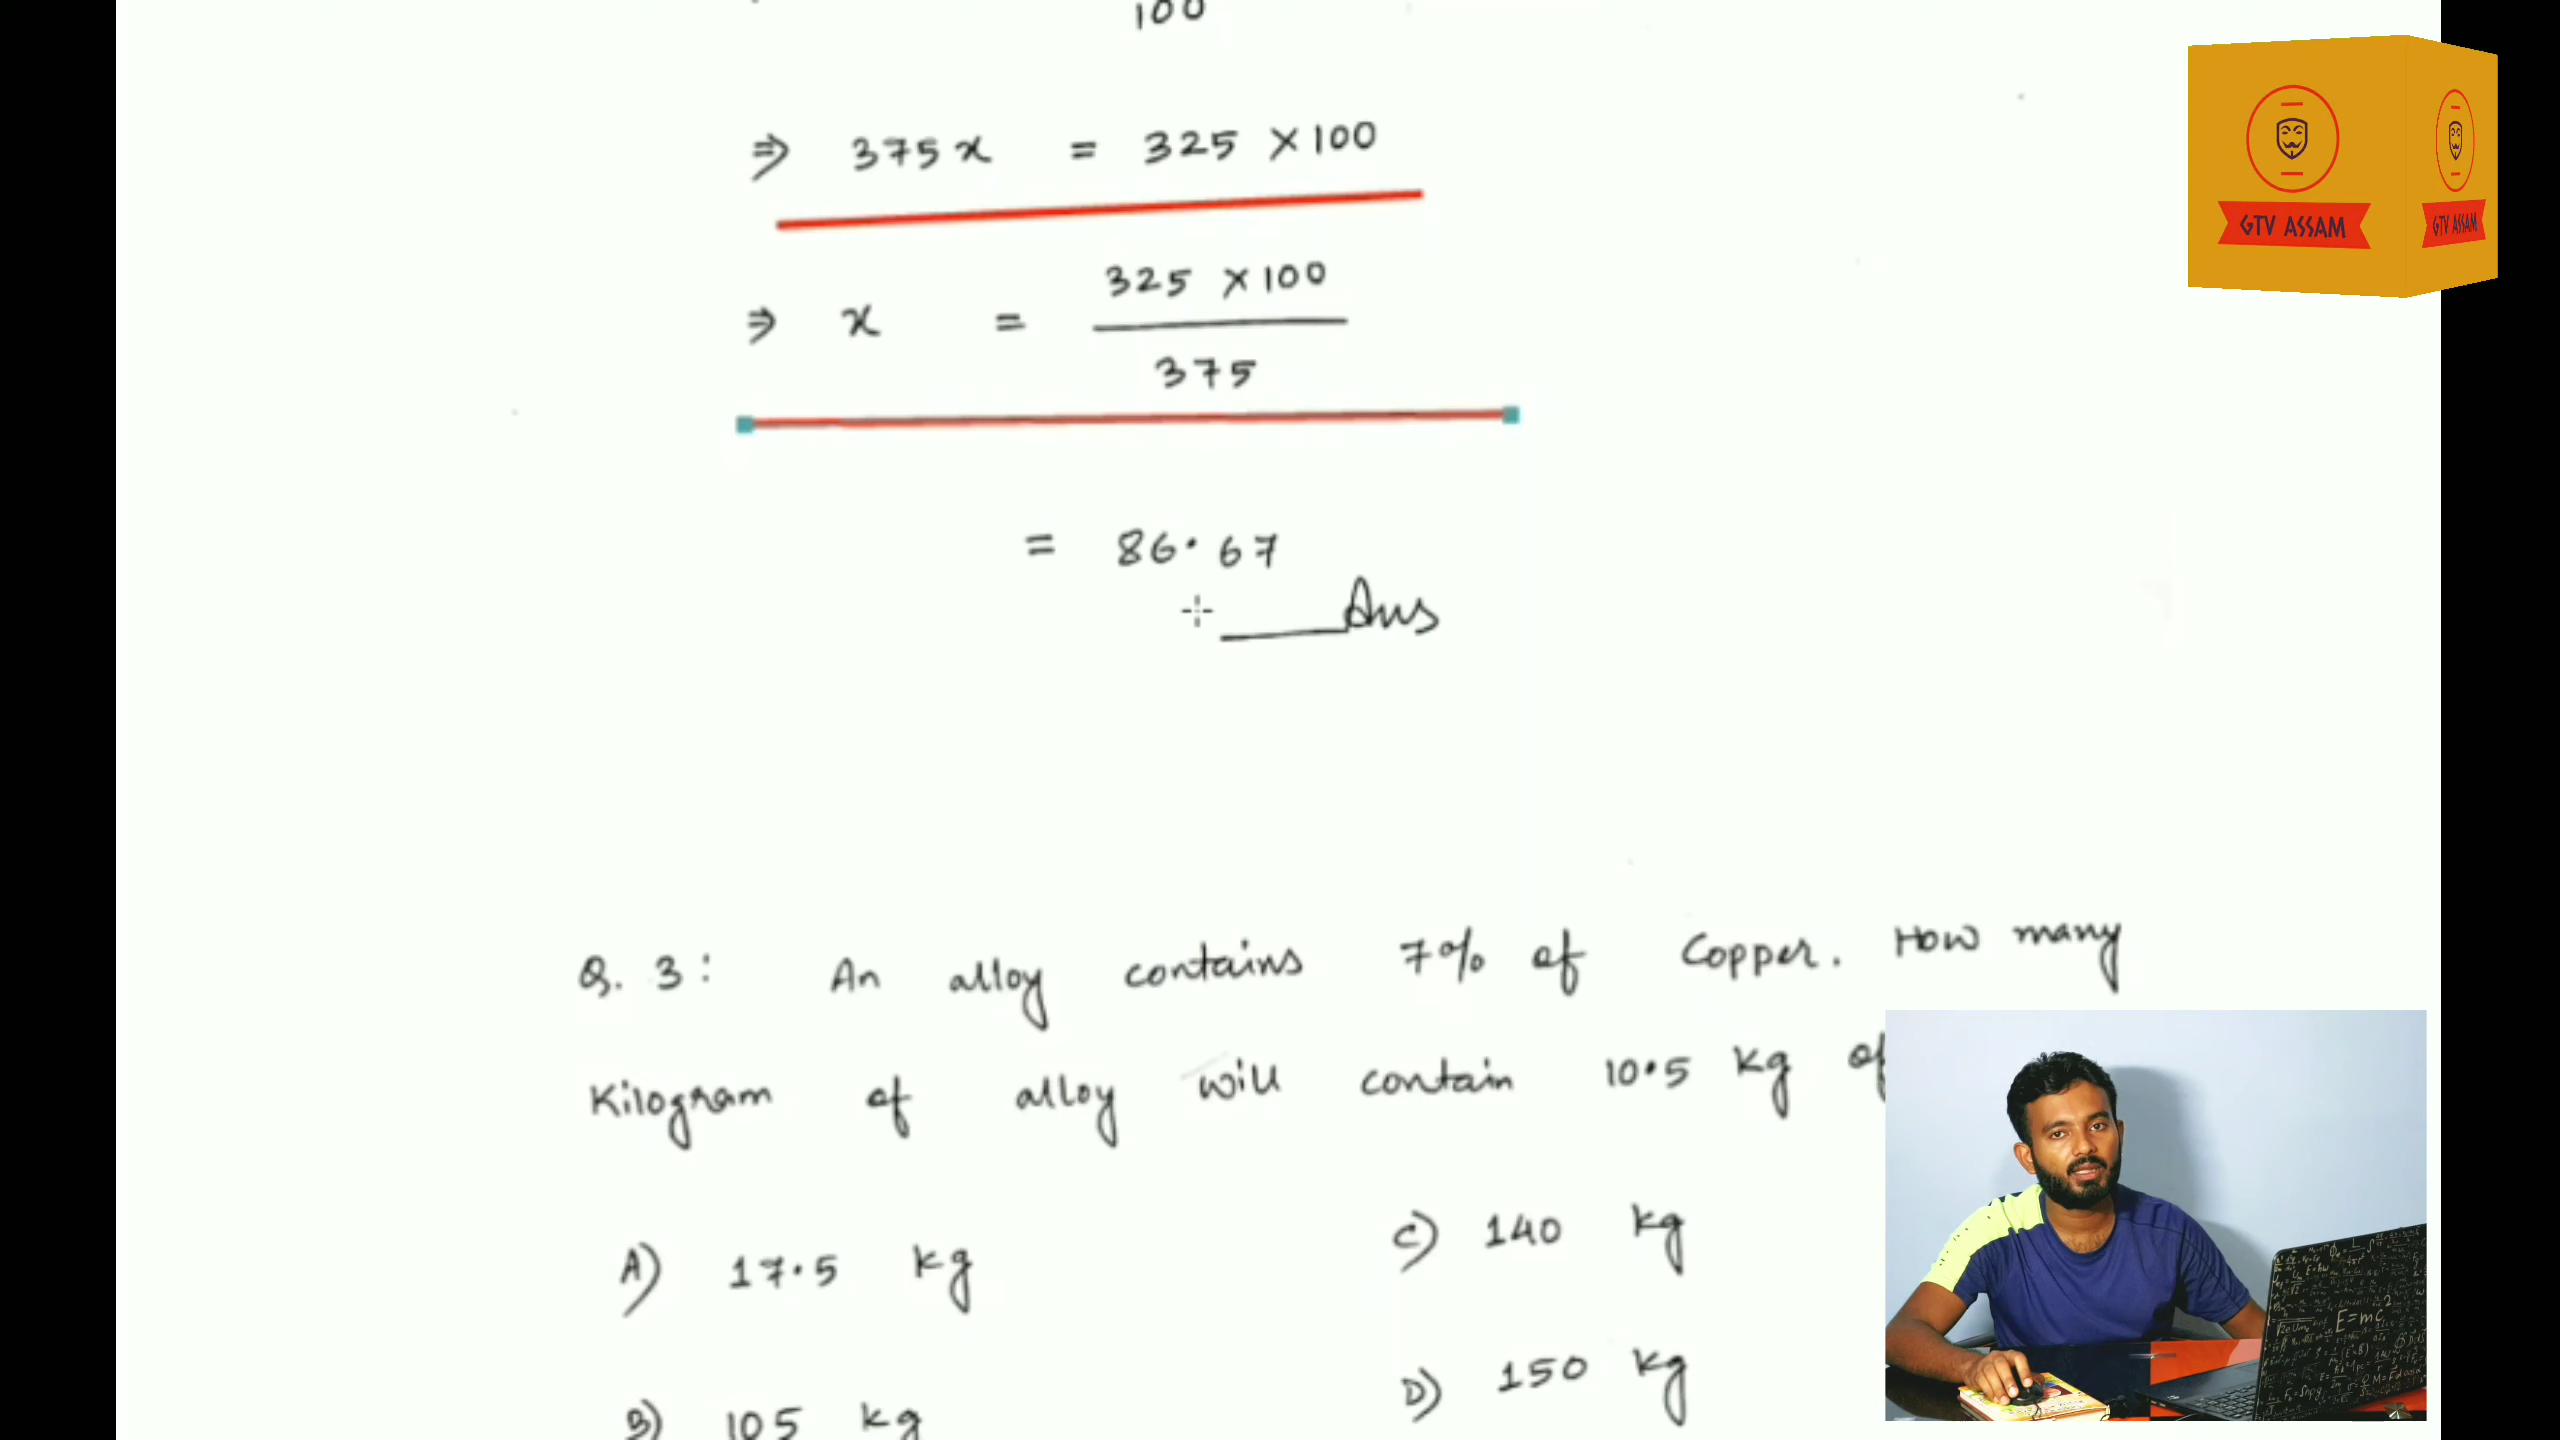 100
⇒ 375x = 325 × 100
⇒ x = 325 × 100
375
= 86.67
Ans
Q. 3: An alloy contains 7% of Copper. How many
Kilogram of alloy will contain 10.5 kg of
A) 17.5 kg
C) 140 kg
B) 105 kg
D) 150 kg
GTV ASSAM
GTV ASSAM
E=mc²